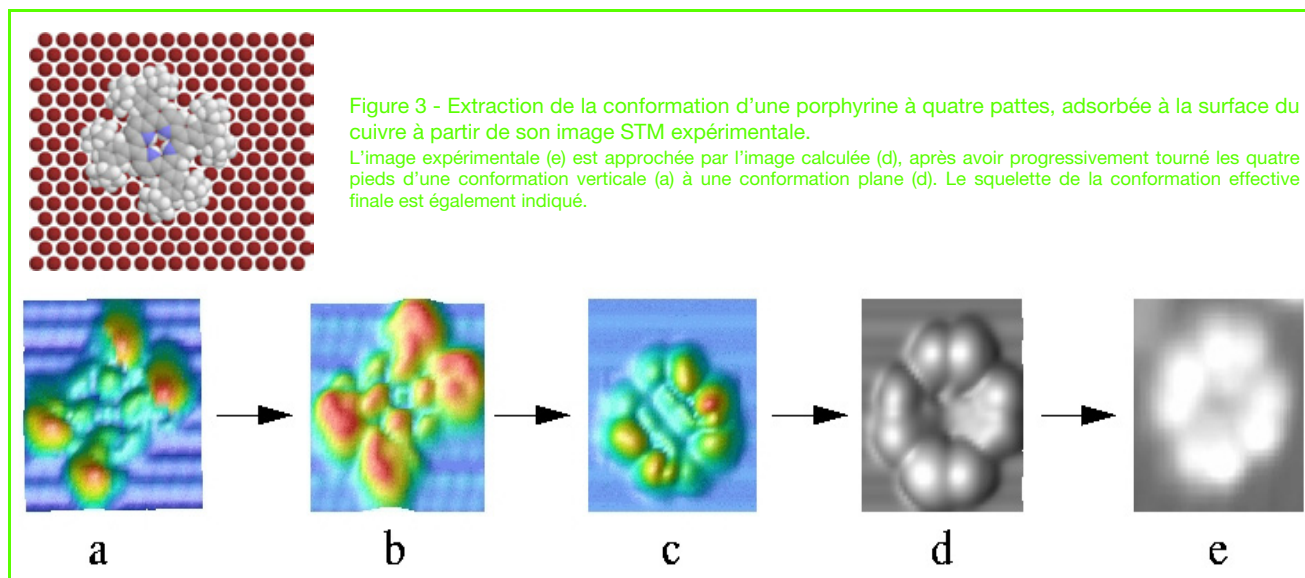 Figure 3 - Extraction de la conformation d'une porphyrine à quatre pattes, adsorbée à la surface du
cuivre à partir de son image STM expérimentale.
L'image expérimentale (e) est approchée par l'image calculée (d), après avoir progressivement tourné les quatre
pieds d'une conformation verticale (a) à une conformation plane (d). Le squelette de la conformation effective
finale est également indiqué.
a b c d e